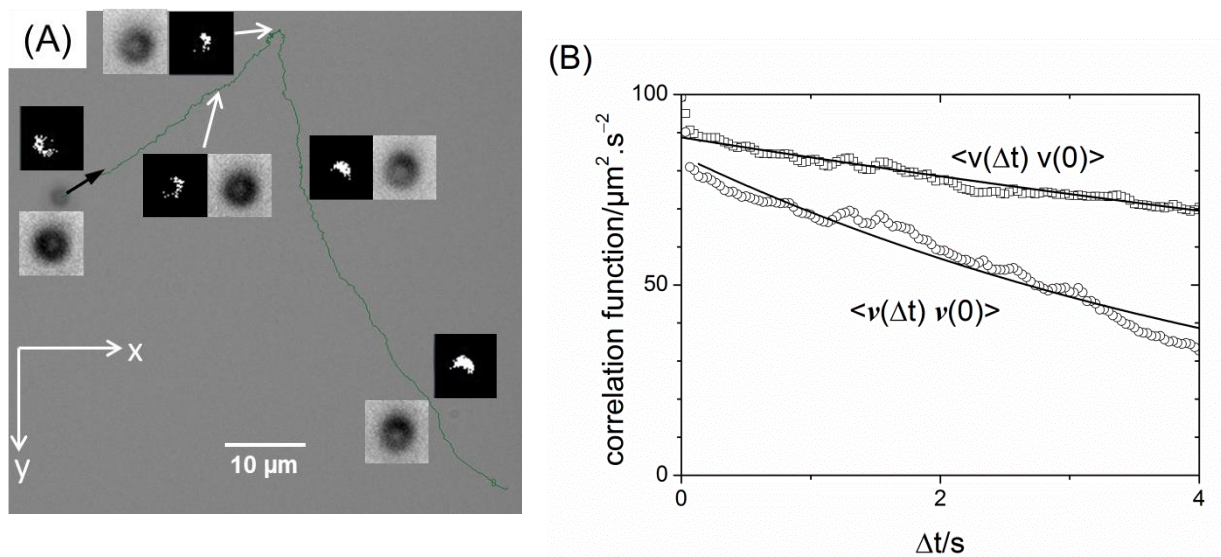 (A)
x
y
10 µm
(B)
correlation function/µm².s⁻²
100
50
0
<v(Δt) v(0)>
<𝒗(Δt) 𝒗(0)>
0
2
4
Δt/s